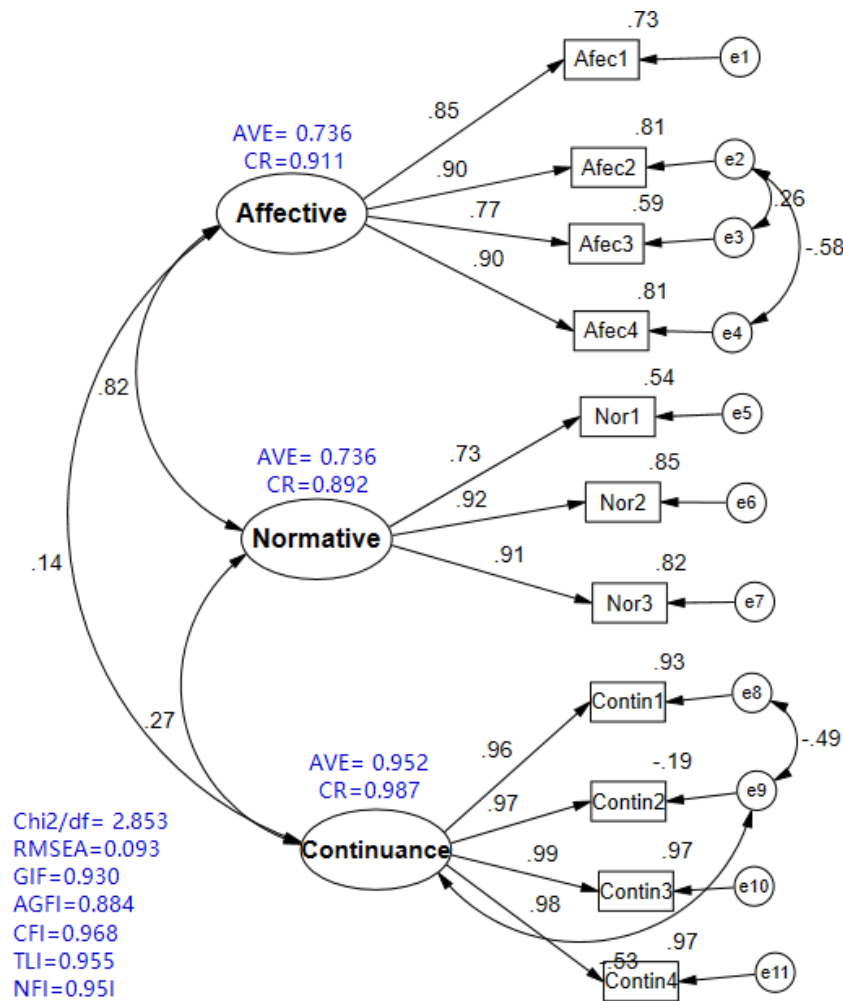 .73
Afec1
e1
.85
AVE= 0.736
CR=0.911
.81
Afec2
e2
.90
Affective
.26
.59
Afec3
e3
.77
-.58
.90
.81
Afec4
e4
.82
.54
Nor1
e5
AVE= 0.736
CR=0.892
.73
.85
Nor2
e6
.92
Normative
.91
.82
Nor3
e7
.14
.93
Contin1
e8
.27
.96
-.49
AVE= 0.952
CR=0.987
-.19
Contin2
e9
.97
Continuance
.99
.97
Contin3
e10
.98
.97
-.53
Contin4
e11
Chi2/df= 2.853
RMSEA=0.093
GIF=0.930
AGFI=0.884
CFI=0.968
TLI=0.955
NFI=0.95I